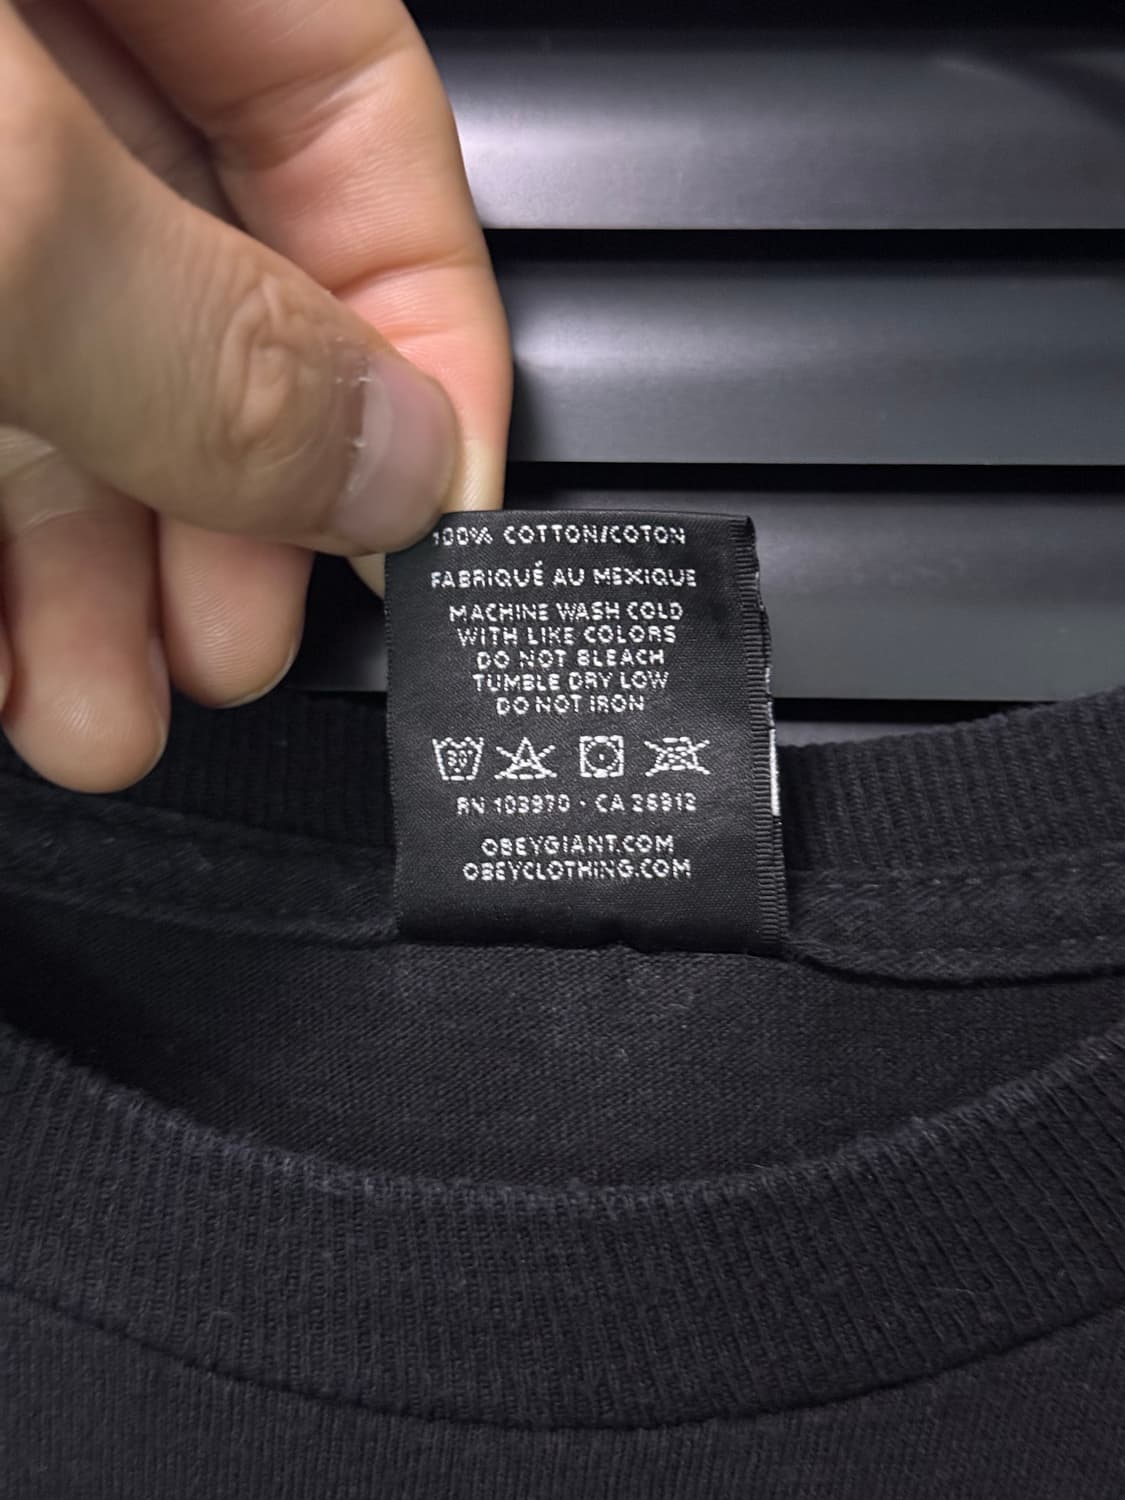 100% COTTON/COTON
FABRIQUÉ AU MEXIQUE
MACHINE WASH COLD
WITH LIKE COLORS
DO NOT BLEACH
TUMBLE DRY LOW
DO NOT IRON
30
RN 103970 · CA 26912
OBEYGIANT.COM
OBEYCLOTHING.COM